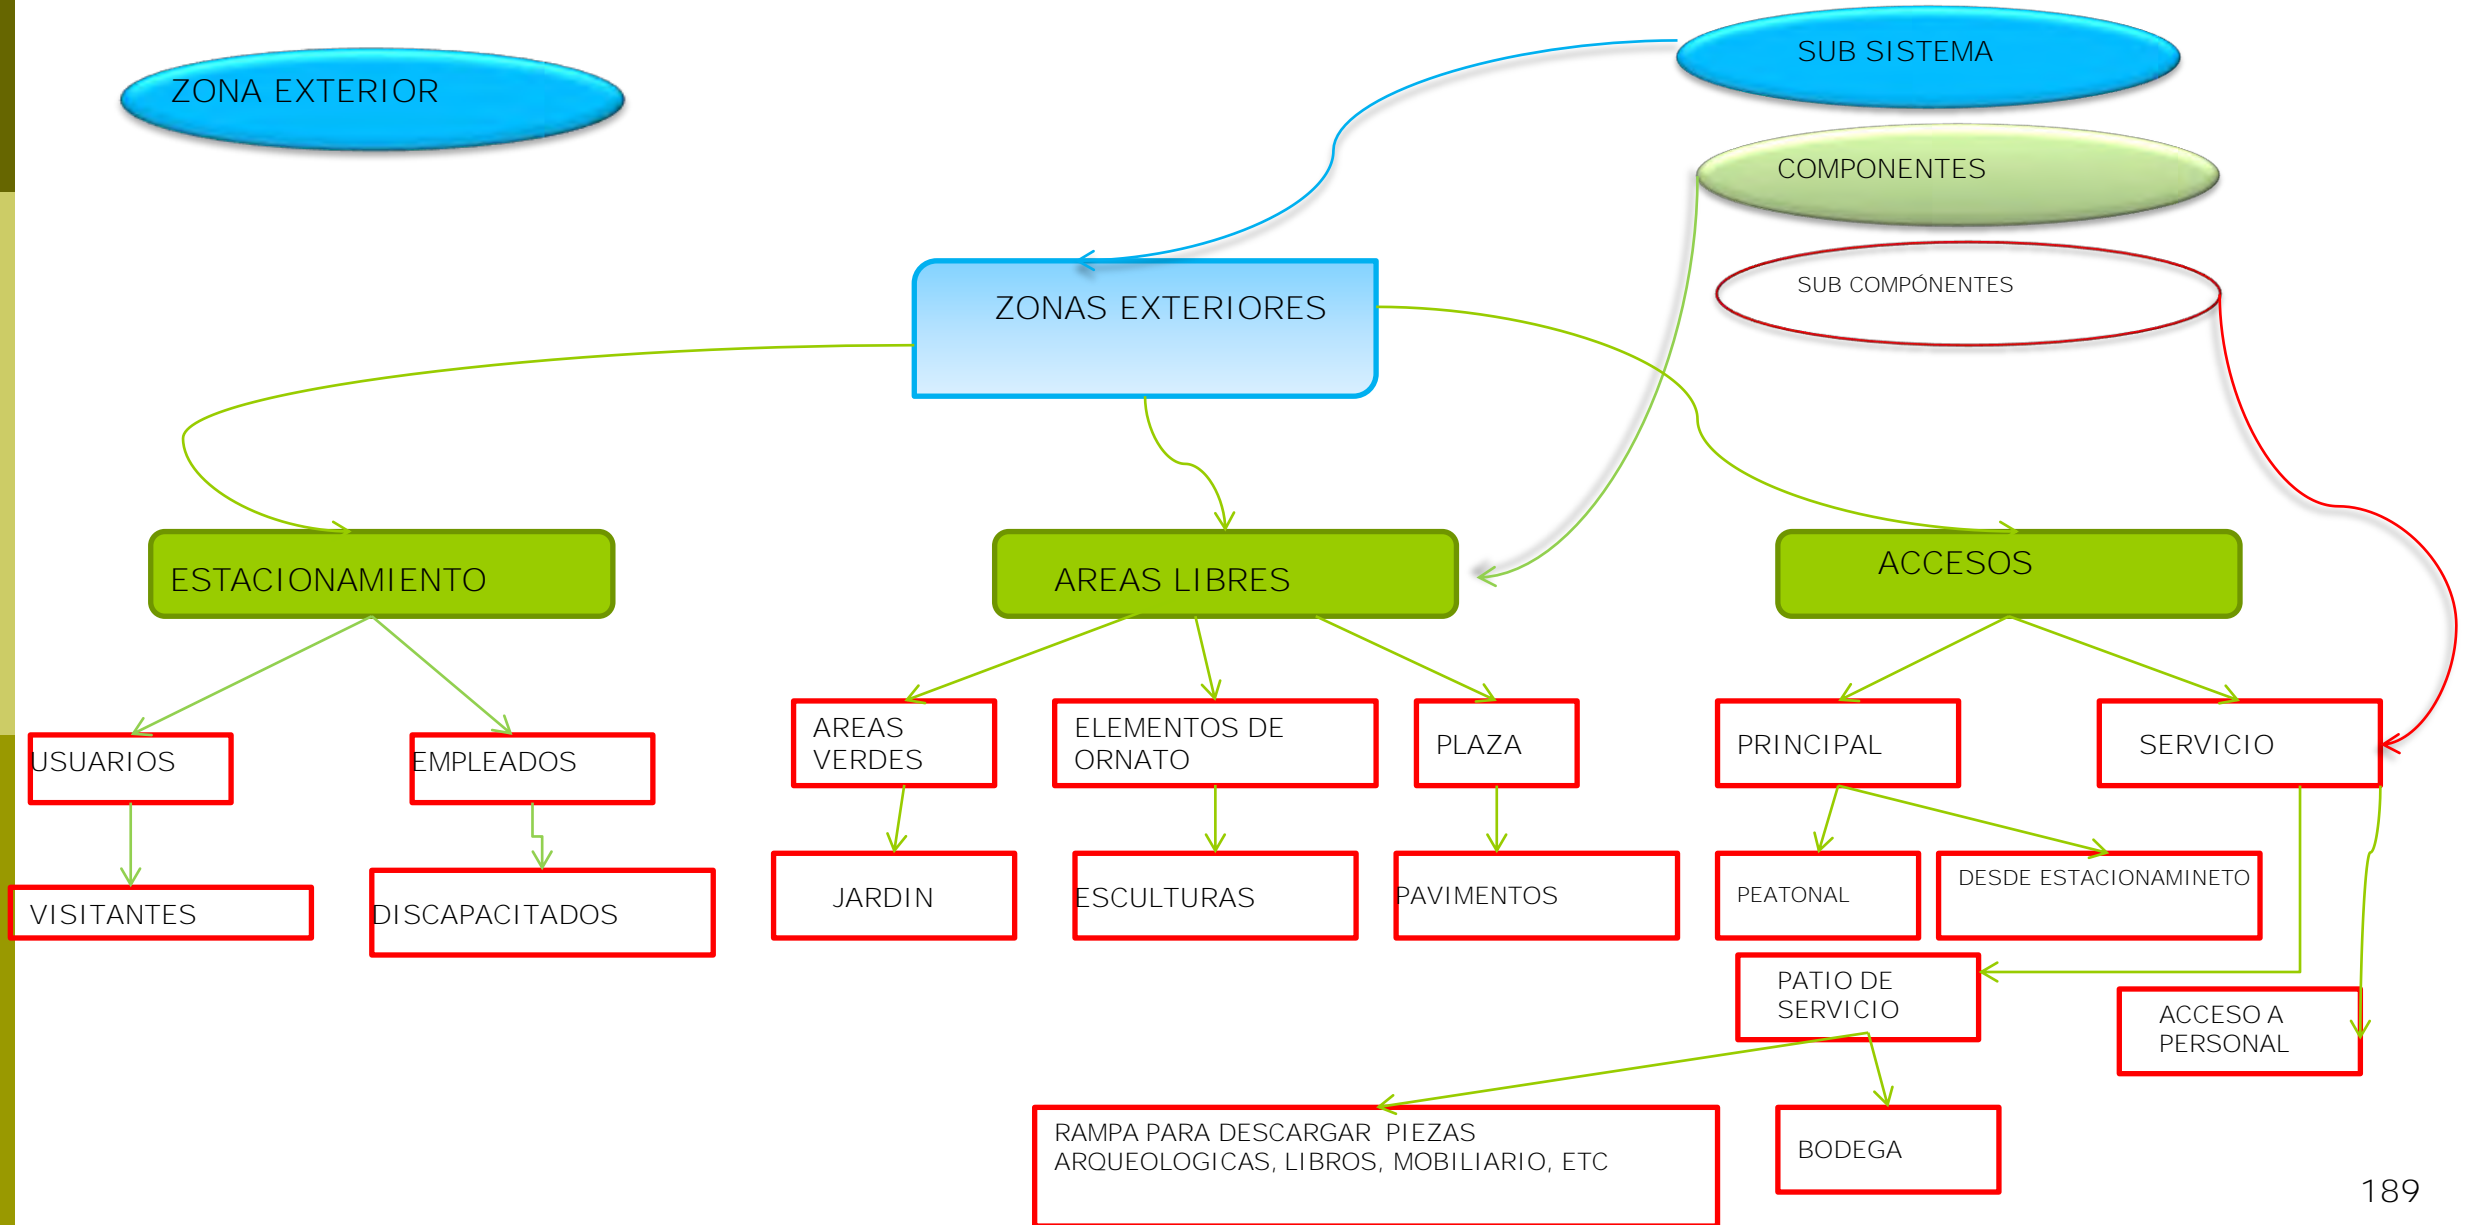 ZONA EXTERIOR
SUB SISTEMA
COMPONENTES
SUB COMPÓNENTES
ZONAS EXTERIORES
ESTACIONAMIENTO
AREAS LIBRES
ACCESOS
USUARIOS
EMPLEADOS
AREAS
VERDES
ELEMENTOS DE
ORNATO
PLAZA
PRINCIPAL
SERVICIO
VISITANTES
DISCAPACITADOS
JARDIN
ESCULTURAS
PAVIMENTOS
PEATONAL
DESDE ESTACIONAMINETO
PATIO DE
SERVICIO
ACCESO A
PERSONAL
RAMPA PARA DESCARGAR PIEZAS
ARQUEOLOGICAS, LIBROS, MOBILIARIO, ETC
BODEGA
189